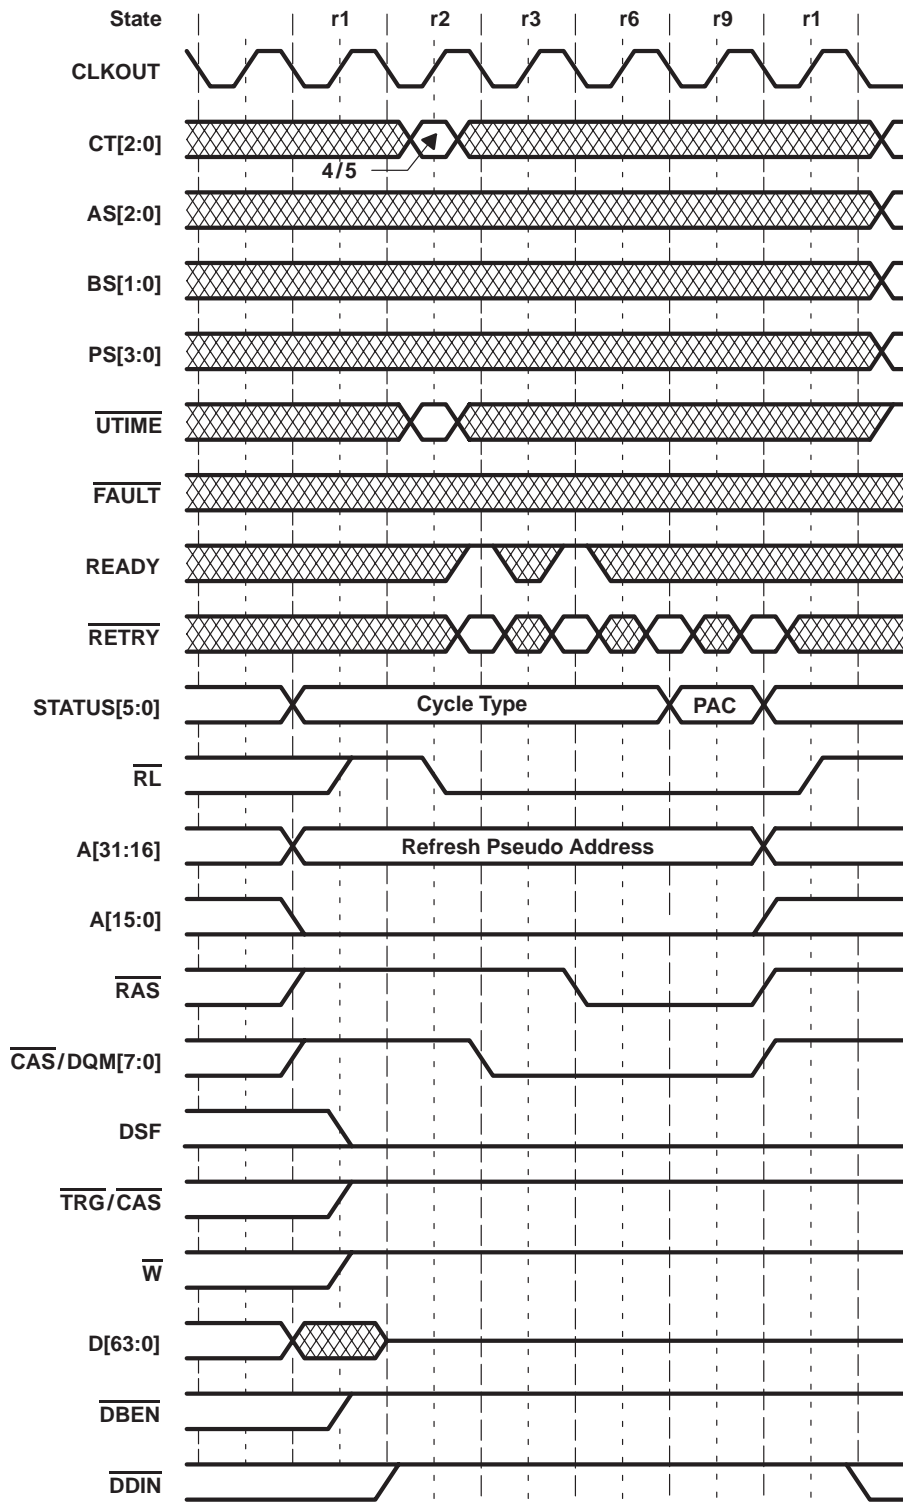 State r1 r2 r3 r6 r9 r1
CLKOUT
CT[2:0]
4/5
AS[2:0]
BS[1:0]
PS[3:0]
UTIME
FAULT
READY
RETRY
STATUS[5:0] Cycle Type PAC
RL
A[31:16] Refresh Pseudo Address
A[15:0]
RAS
CAS/DQM[7:0]
DSF
TRG/CAS
W
D[63:0]
DBEN
DDIN